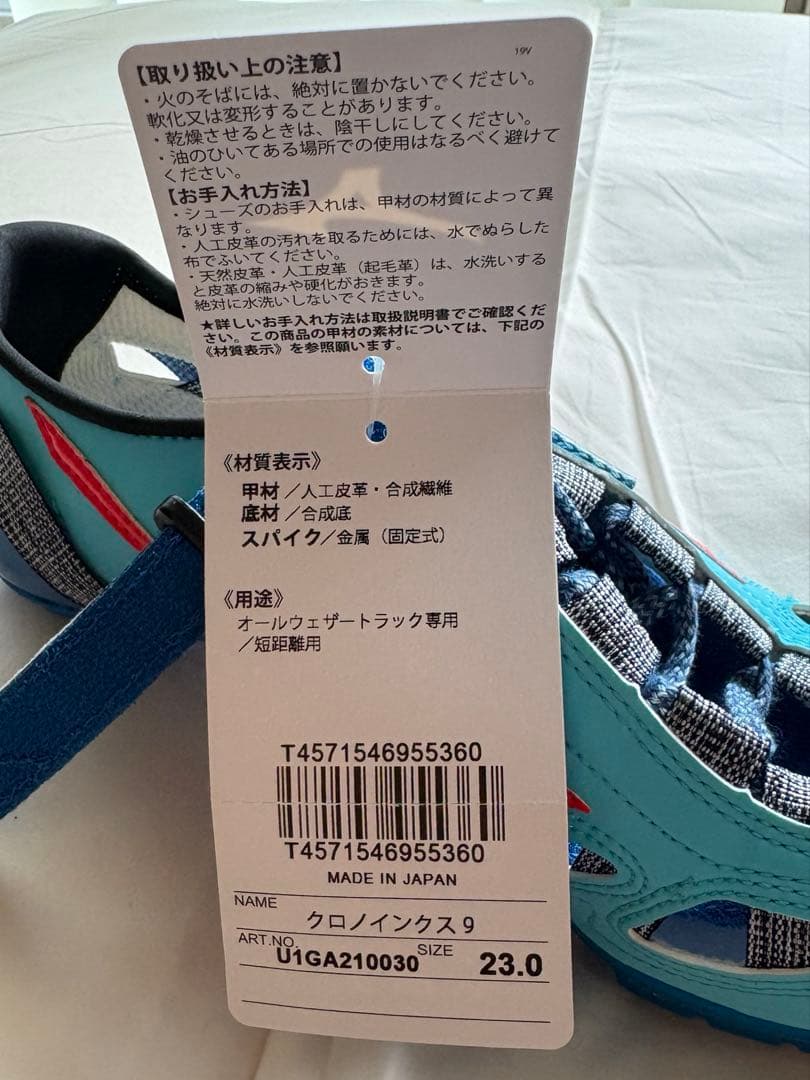 19V
【取り扱い上の注意】
・火のそばには、絶対に置かないでください。
軟化又は変形することがあります。
・乾燥させるときは、陰干しにしてください。
・油のひいてある場所での使用はなるべく避けて
ください。
【お手入れ方法】
・シューズのお手入れは、甲材の材質によって異
なります。
・人工皮革の汚れを取るためには、水でぬらした
布でふいてください。
・天然皮革・人工皮革（起毛革）は、水洗いする
と皮革の縮みや硬化がおきます。
絶対に水洗いしないでください。
★詳しいお手入れ方法は取扱説明書でご確認くだ
さい。この商品の甲材の素材については、下記の
《材質表示》を参照願います。
《材質表示》
甲材／人工皮革・合成繊維
底材／合成底
スパイク／金属（固定式）
《用途》
オールウェザートラック専用
／短距離用
T4571546955360
T4571546955360
MADE IN JAPAN
NAME
クロノインクス9
ART.NO. U1GA210030 SIZE 23.0